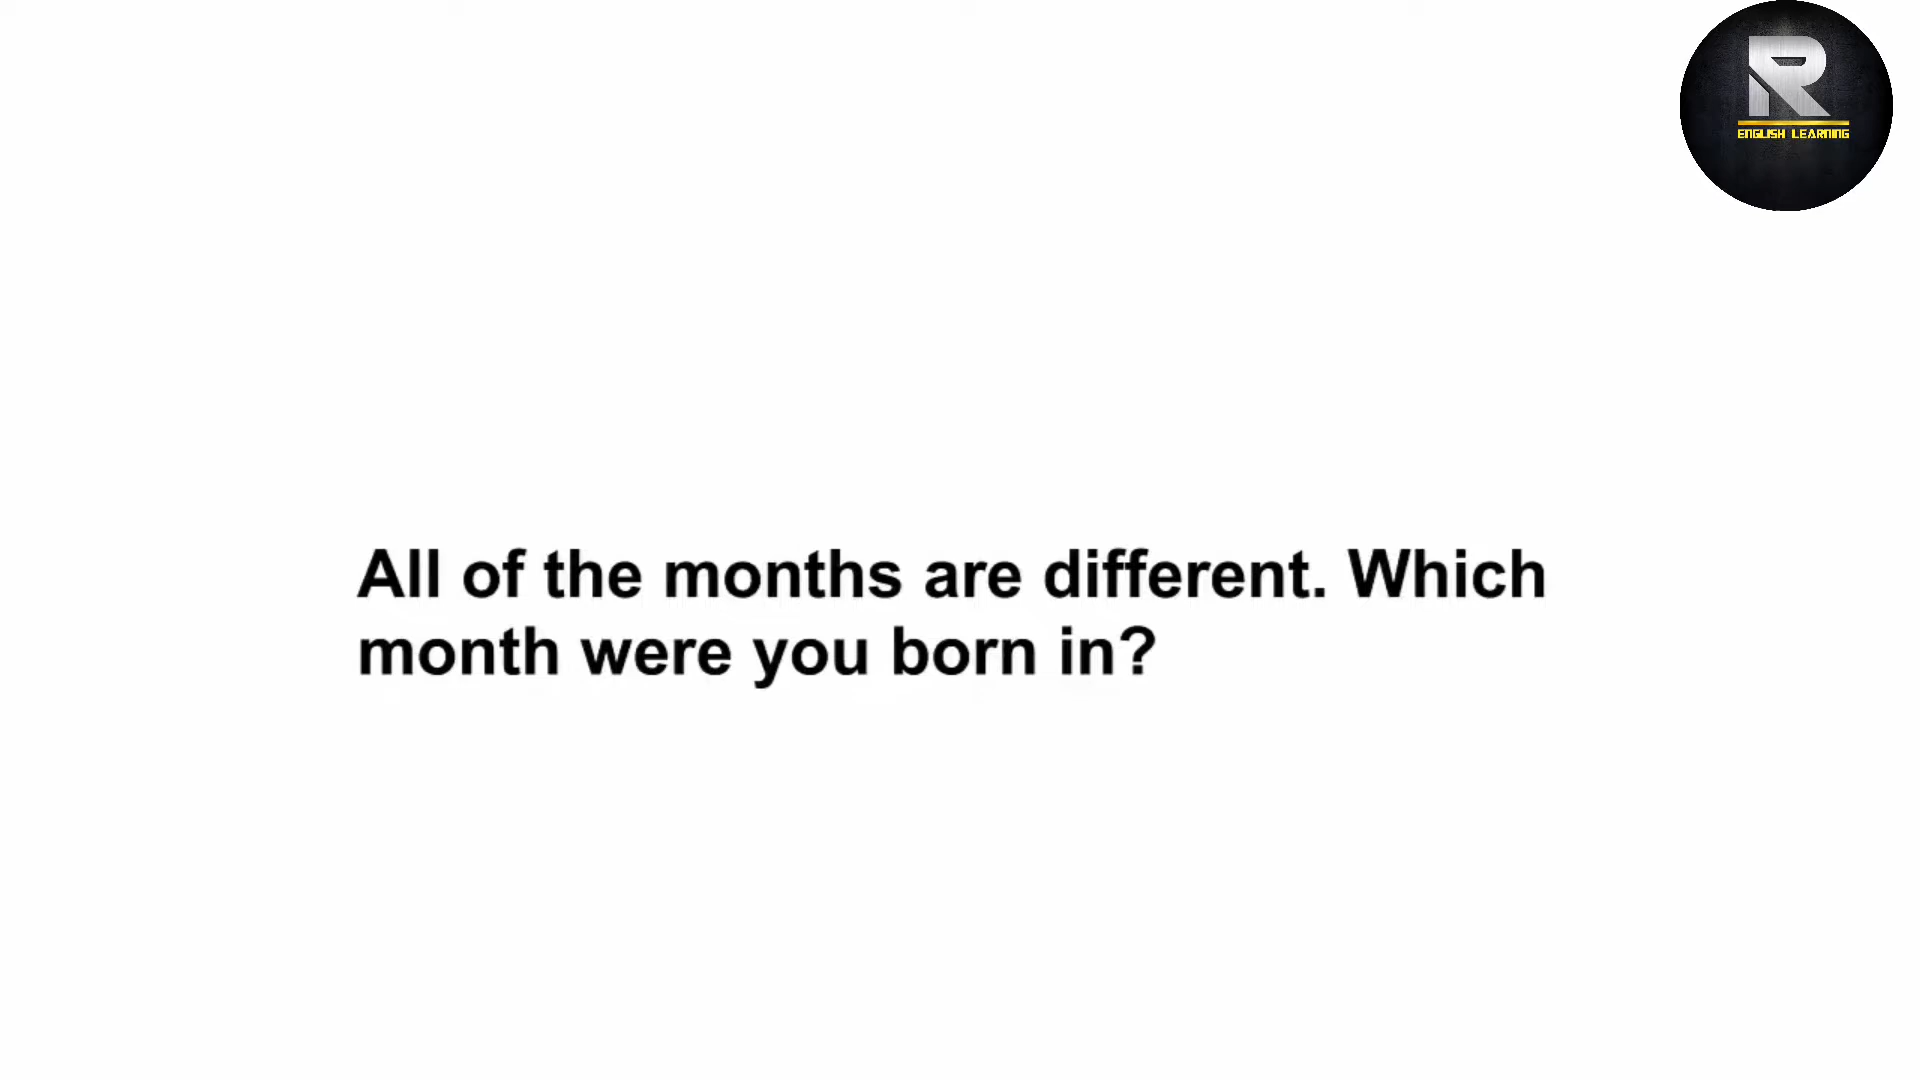 R
ENGLISH LEARNING
All of the months are different. Which
month were you born in?